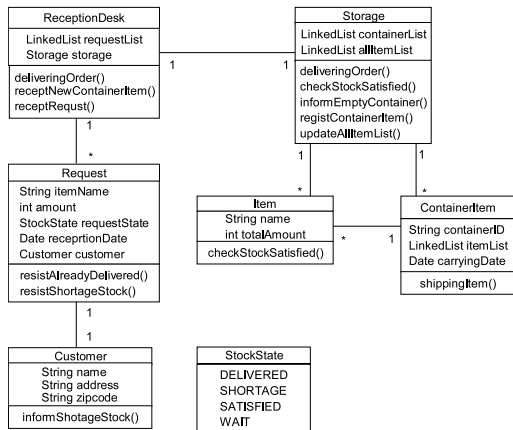 ReceptionDesk
LinkedList requestList
Storage storage
deliveringOrder()
receptNewContainerItem()
receptRequst()
1
*
1
1
Storage
LinkedList containerList
LinkedList allItemList
deliveringOrder()
checkStockSatisfied()
informEmptyContainer()
registContainerItem()
updateAllItemList()
1
1
*
*
Request
String itemName
int amount
StockState requestState
Date receprtionDate
Customer customer
resistAlreadyDelivered()
resistShortageStock()
1
1
Item
String name
int totalAmount
checkStockSatisfied()
*
1
ContainerItem
String containerID
LinkedList itemList
Date carryingDate
shippingItem()
Customer
String name
String address
String zipcode
informShotageStock()
StockState
DELIVERED
SHORTAGE
SATISFIED
WAIT